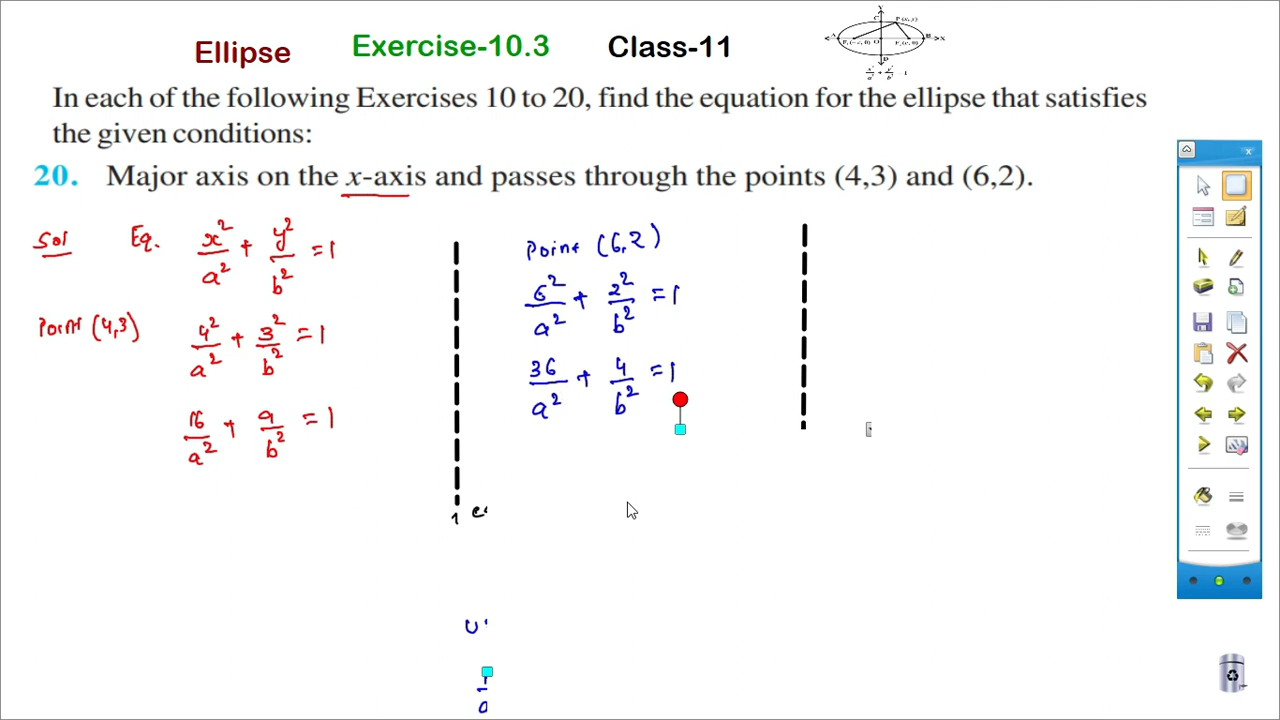 Ellipse Exercise-10.3 Class-11
In each of the following Exercises 10 to 20, find the equation for the ellipse that satisfies
the given conditions:
20. Major axis on the x-axis and passes through the points (4,3) and (6,2).
Sol Eq. x²/a² + y²/b² = 1
Point (4,3) 4²/a² + 3²/b² = 1
16/a² + 9/b² = 1
Point (6,2)
6²/a² + 2²/b² = 1
36/a² + 4/b² = 1